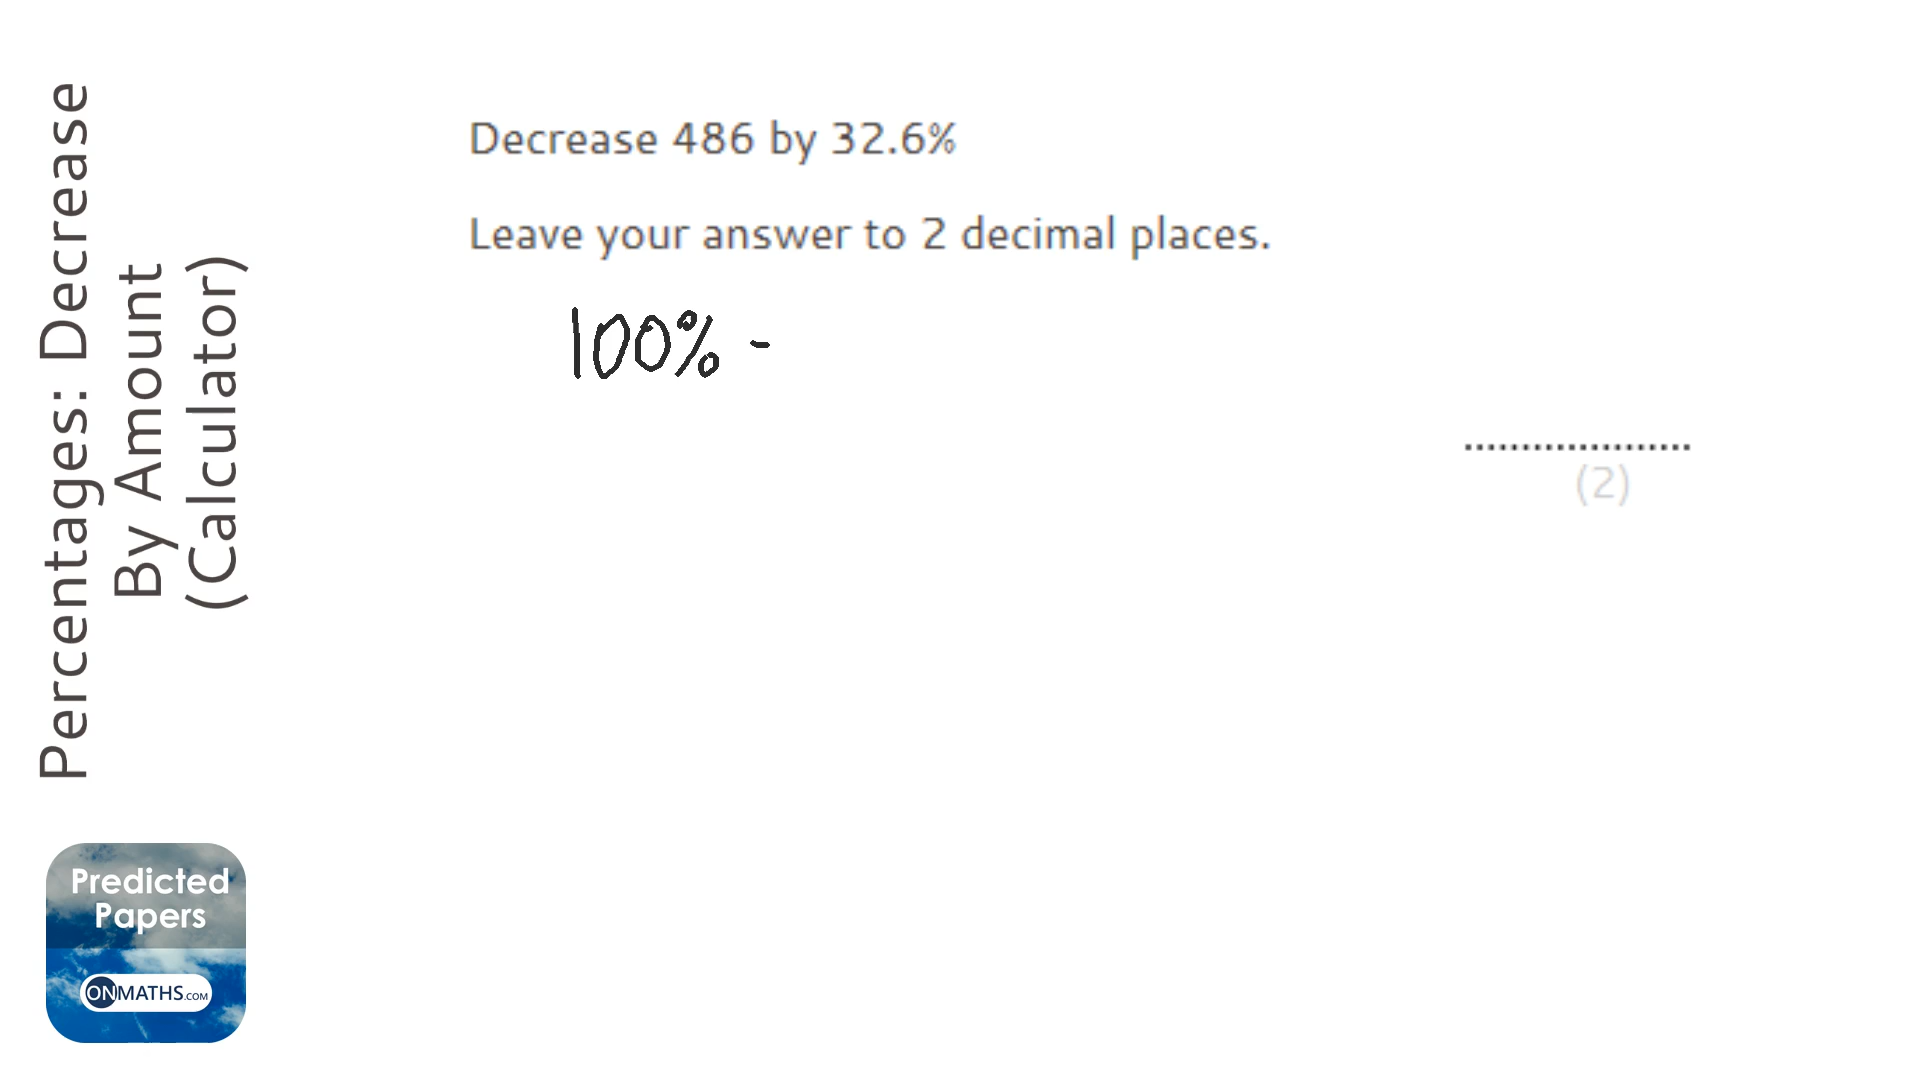 Percentages: Decrease
By Amount
(Calculator)
Decrease 486 by 32.6%
Leave your answer to 2 decimal places.
100% -
....................
(2)
Predicted
Papers
ONMATHS.COM